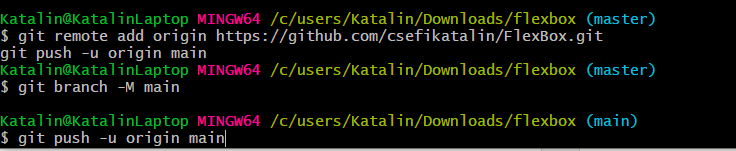 Katalin@KatalinLaptop MINGW64 /c/users/Katalin/Downloads/flexbox (master)
$ git remote add origin https://github.com/csefikatalin/FlexBox.git
git push -u origin main
Katalin@KatalinLaptop MINGW64 /c/users/Katalin/Downloads/flexbox (master)
$ git branch -M main
Katalin@KatalinLaptop MINGW64 /c/users/Katalin/Downloads/flexbox (main)
$ git push -u origin main